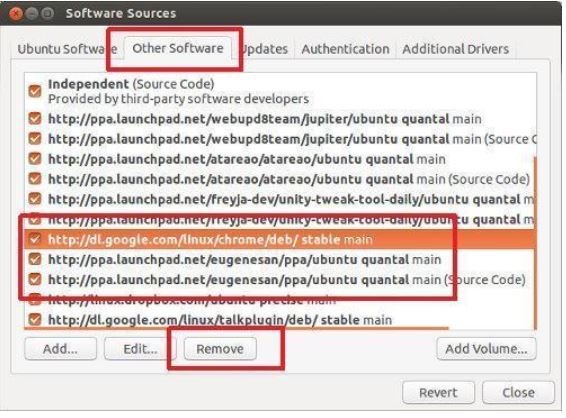 Software Sources
Ubuntu Software Other Software Updates Authentication Additional Drivers
Independent (Source Code)
Provided by third-party software developers
http://ppa.launchpad.net/webupd8team/jupiter/ubuntu quantal main
http://ppa.launchpad.net/webupd8team/jupiter/ubuntu quantal main (Source C
http://ppa.launchpad.net/atareao/atareao/ubuntu quantal main
http://ppa.launchpad.net/atareao/atareao/ubuntu quantal main (Source Code)
http://ppa.launchpad.net/freyja-dev/unity-tweak-tool-daily/ubuntu quantal m
http://ppa.launchpad.net/freyja-dev/unity-tweak-tool-daily/ubuntu quantal m
http://dl.google.com/linux/chrome/deb/ stable main
http://ppa.launchpad.net/eugenesan/ppa/ubuntu quantal main
http://ppa.launchpad.net/eugenesan/ppa/ubuntu quantal main (Source Code)
http://linux.dropbox.com/ubuntu precise main
http://dl.google.com/linux/talkplugin/deb/ stable main
Add... Edit... Remove Add Volume...
Revert Close